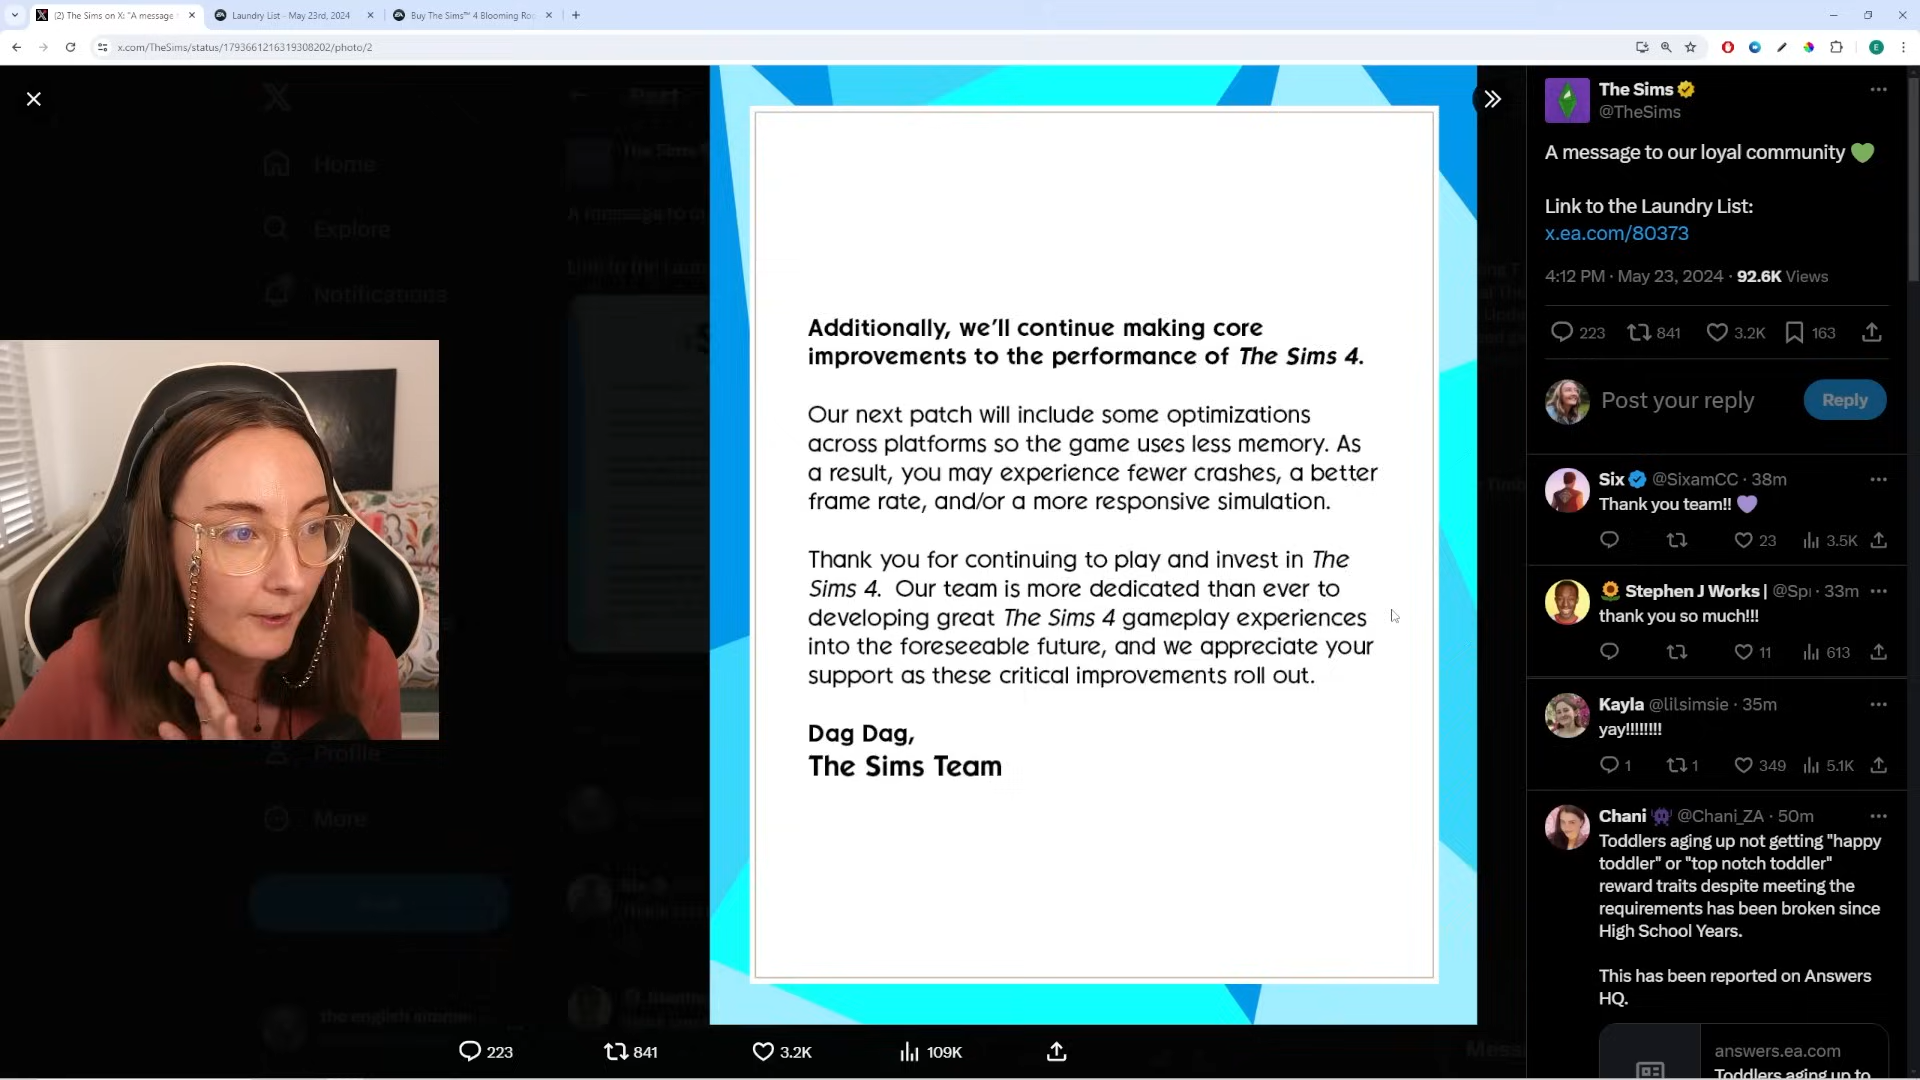 (2) The Sims on X: "A message
Laundry List – May 23rd, 2024
Buy The Sims™ 4 Blooming Ro
x.com/TheSims/status/1793661216319308202/photo/2
E
Home
Explore
Notifications
Profile
More
Additionally, we'll continue making core
improvements to the performance of The Sims 4.
Our next patch will include some optimizations
across platforms so the game uses less memory. As
a result, you may experience fewer crashes, a better
frame rate, and/or a more responsive simulation.
Thank you for continuing to play and invest in The
Sims 4. Our team is more dedicated than ever to
developing great The Sims 4 gameplay experiences
into the foreseeable future, and we appreciate your
support as these critical improvements roll out.
Dag Dag,
The Sims Team
223 841 3.2K 109K
The Sims
@TheSims
A message to our loyal community
Link to the Laundry List:
x.ea.com/80373
4:12 PM · May 23, 2024 · 92.6K Views
223 841 3.2K 163
Post your reply Reply
Six @SixamCC · 38m
Thank you team!!
23 3.5K
Stephen J Works | @Spr · 33m
thank you so much!!!
11 613
Kayla @lilsimsie · 35m
yay!!!!!!!!
1 1 349 5.1K
Chani @Chani_ZA · 50m
Toddlers aging up not getting "happy
toddler" or "top notch toddler"
reward traits despite meeting the
requirements has been broken since
High School Years.
This has been reported on Answers
HQ.
answers.ea.com
Toddlers aging up to